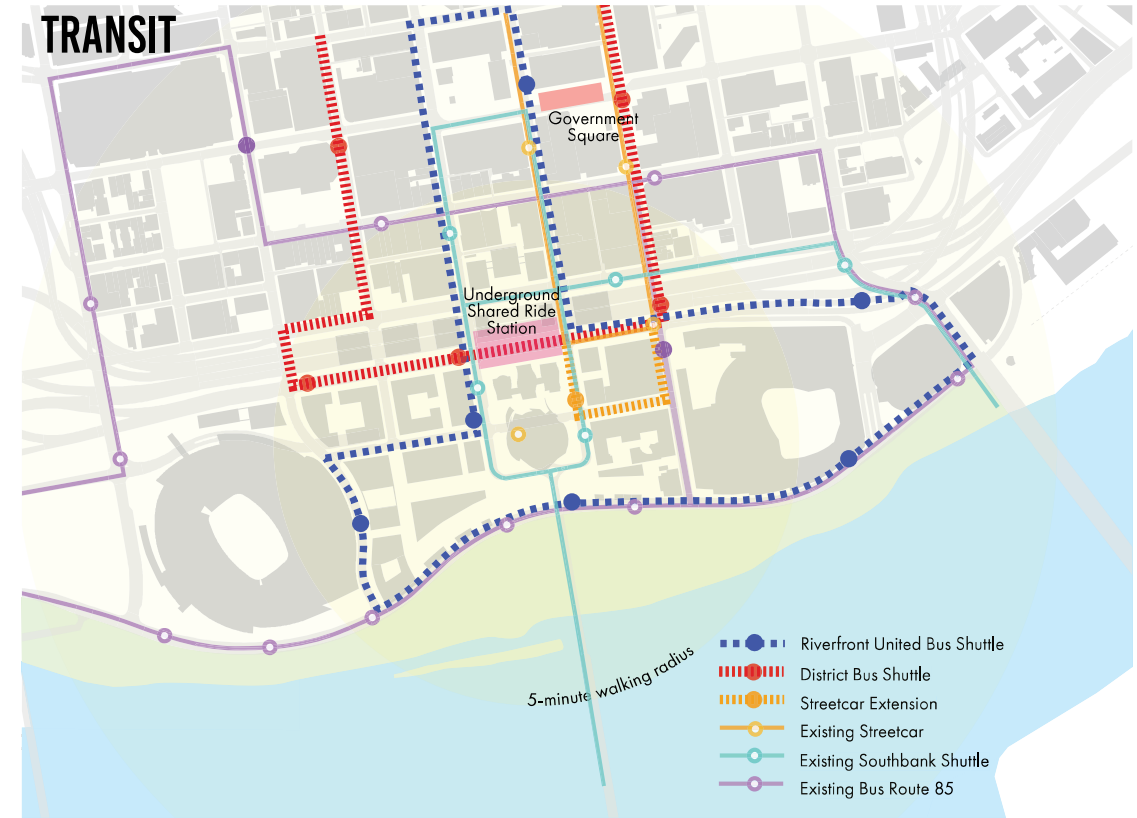 TRANSIT
Government
Square
Underground
Shared Ride
Station
5-minute walking radius
Riverfront United Bus Shuttle
District Bus Shuttle
Streetcar Extension
Existing Streetcar
Existing Southbank Shuttle
Existing Bus Route 85